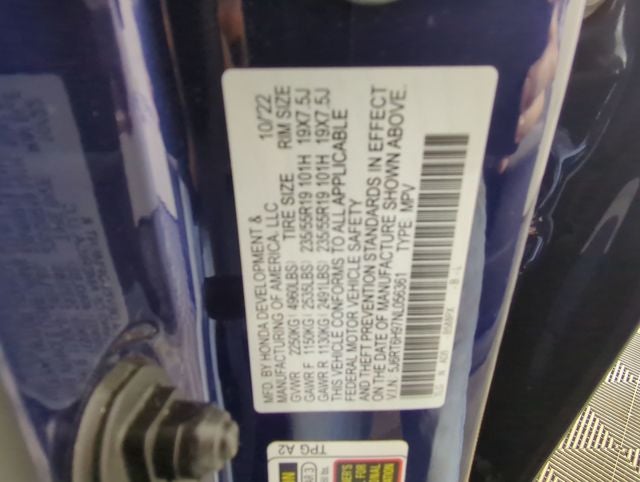 MFD. BY HONDA DEVELOPMENT & 10/22
MANUFACTURING OF AMERICA, LLC
GVWR 2250KG( 4960LBS) TIRE SIZE RIM SIZE
GAWR F 1150KG( 2535LBS) 235/55R19 101H 19X7.5J
GAWR R 1130KG( 2491LBS) 235/55R19 101H 19X7.5J
THIS VEHICLE CONFORMS TO ALL APPLICABLE
FEDERAL MOTOR VEHICLE SAFETY
AND THEFT PREVENTION STANDARDS IN EFFECT
ON THE DATE OF MANUFACTURE SHOWN ABOVE.
V.I.N. 5J8RT6H97NL056361 TYPE: MPV
- B - L
TPG A2